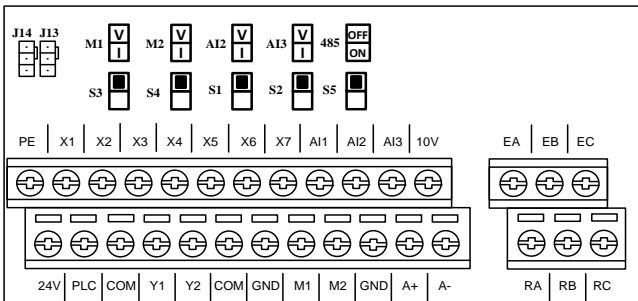 J14 J13 M1 V I M2 V I AI2 V I AI3 V I 485 OFF ON
S3 S4 S1 S2 S5
PE X1 X2 X3 X4 X5 X6 X7 AI1 AI2 AI3 10V EA EB EC
24V PLC COM Y1 Y2 COM GND M1 M2 GND A+ A- RA RB RC